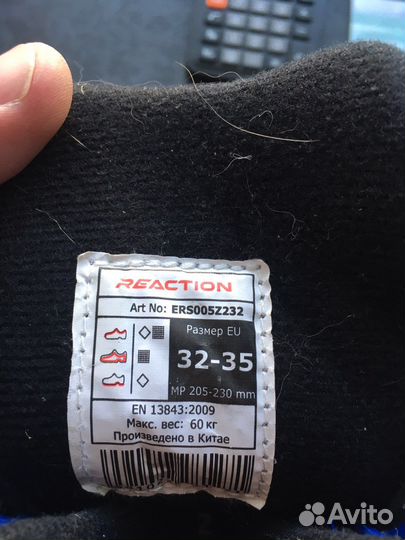 REACTION
Art No: ERS005Z232
Размер EU
32-35
MP 205-230 mm
EN 13843:2009
Макс. вес: 60 кг
Произведено в Китае
Avito